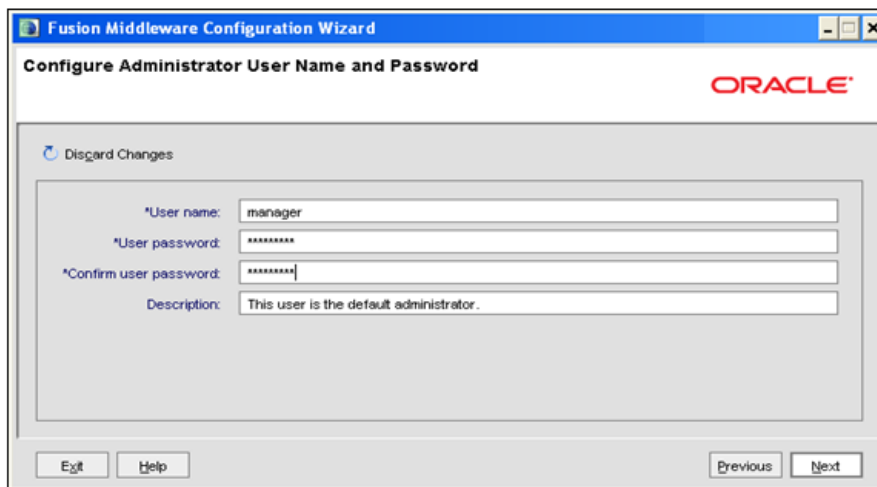 Fusion Middleware Configuration Wizard
Configure Administrator User Name and Password
ORACLE
Discard Changes
*User name: manager
*User password: *********
*Confirm user password: *********
Description: This user is the default administrator.
Exit Help Previous Next